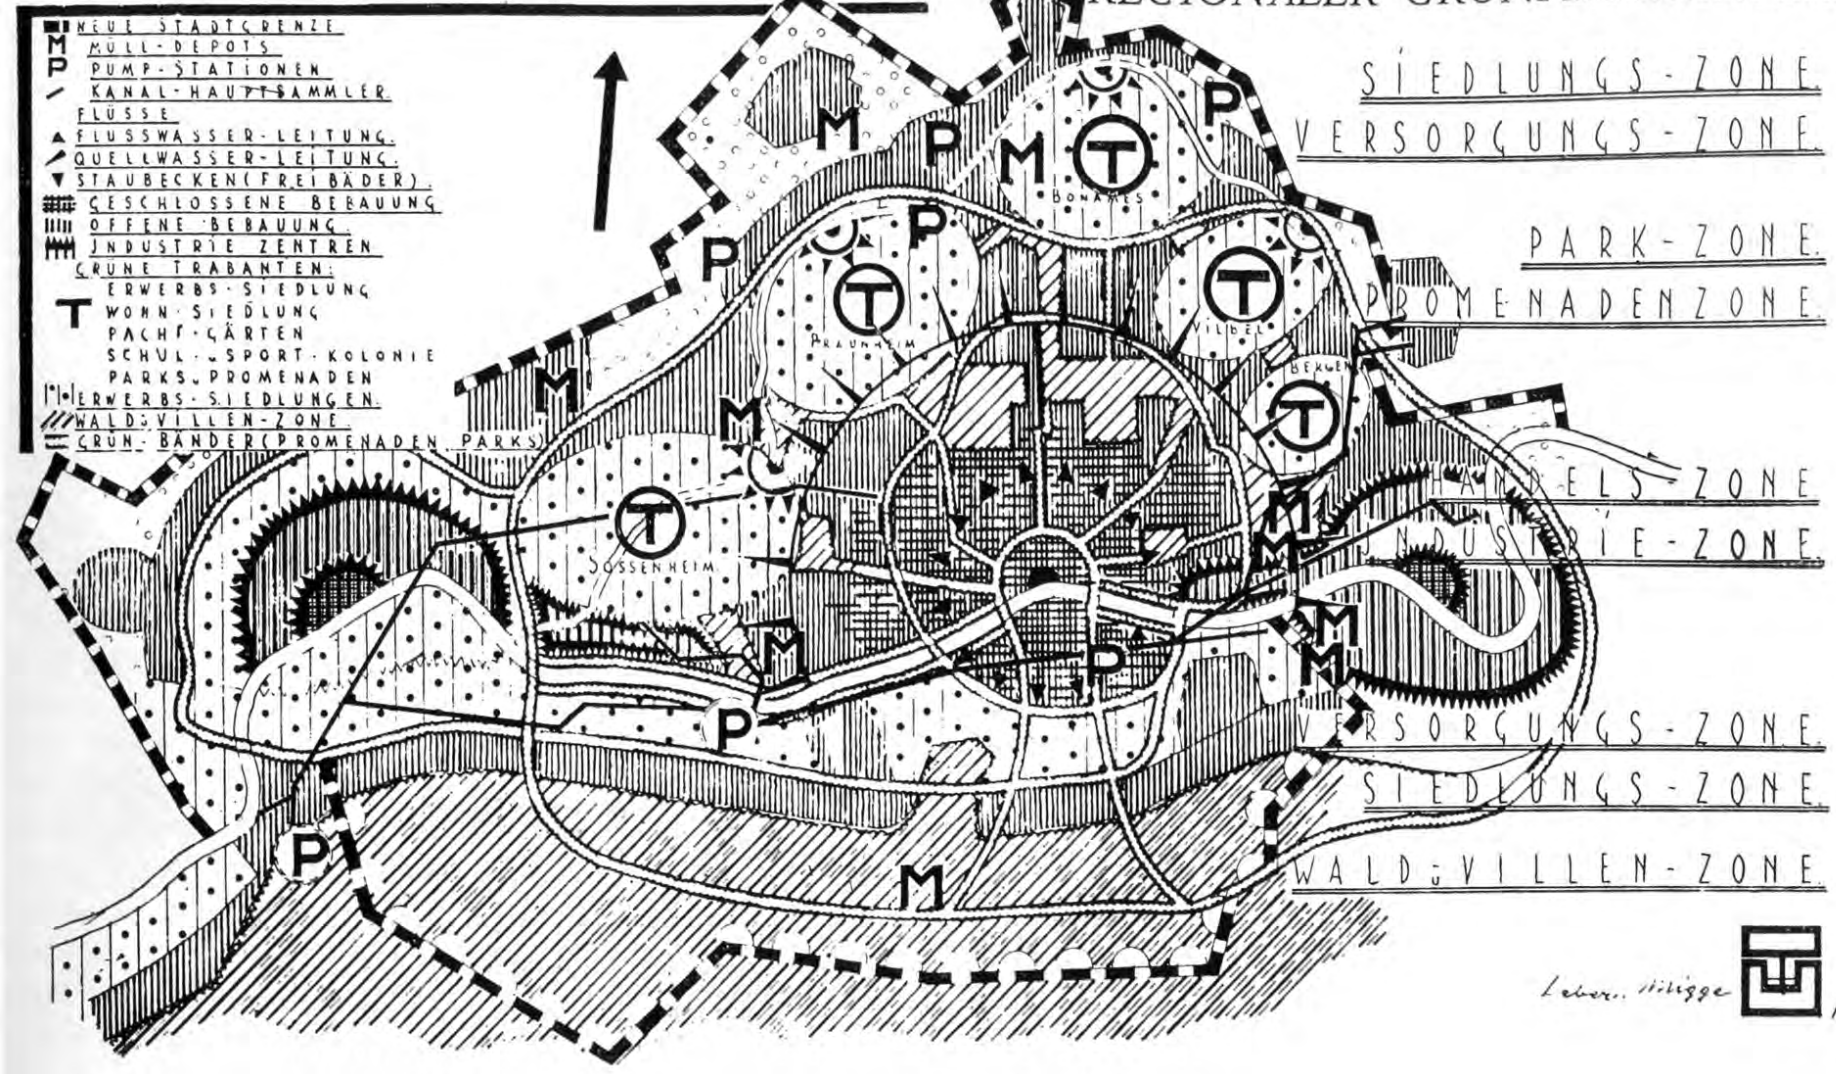 REGIONALER
NEUE STADTGRENZE
M MÜLL-DEPOTS
P PUMP-STATIONEN
KANAL-HAUPTSAMMLER.
FLÜSSE
FLUSSWASSER-LEITUNG.
QUELLWASSER-LEITUNG.
STAUBECKEN (FREIBÄDER).
GESCHLOSSENE BEBAUUNG
OFFENE BEBAUUNG.
JNDUSTRIE ZENTREN
GRÜNE TRABANTEN:
ERWERBS-SIEDLUNG
T WOHN-SIEDLUNG
PACHT-GÄRTEN
SCHUL-u SPORT-KOLONIE
PARKS u PROMENADEN
ERWERBS-SIEDLUNGEN.
WALD u VILLEN-ZONE
GRÜN-BÄNDER (PROMENADEN PARKS)
SIEDLUNGS-ZONE.
VERSORGUNGS-ZONE.
PARK-ZONE.
PROMENADENZONE.
HANDELS-ZONE
JNDUSTRIE-ZONE.
VERSORGUNGS-ZONE.
SIEDLUNGS-ZONE.
WALD u VILLEN-ZONE.
M
P
M
T
P
BONAMES
P
P
T
PRAUNHEIM
T
VILBEL
BERGEN
T
M
M
T
SOSSENHEIM
M
M
M
M
M
P
P
P
M